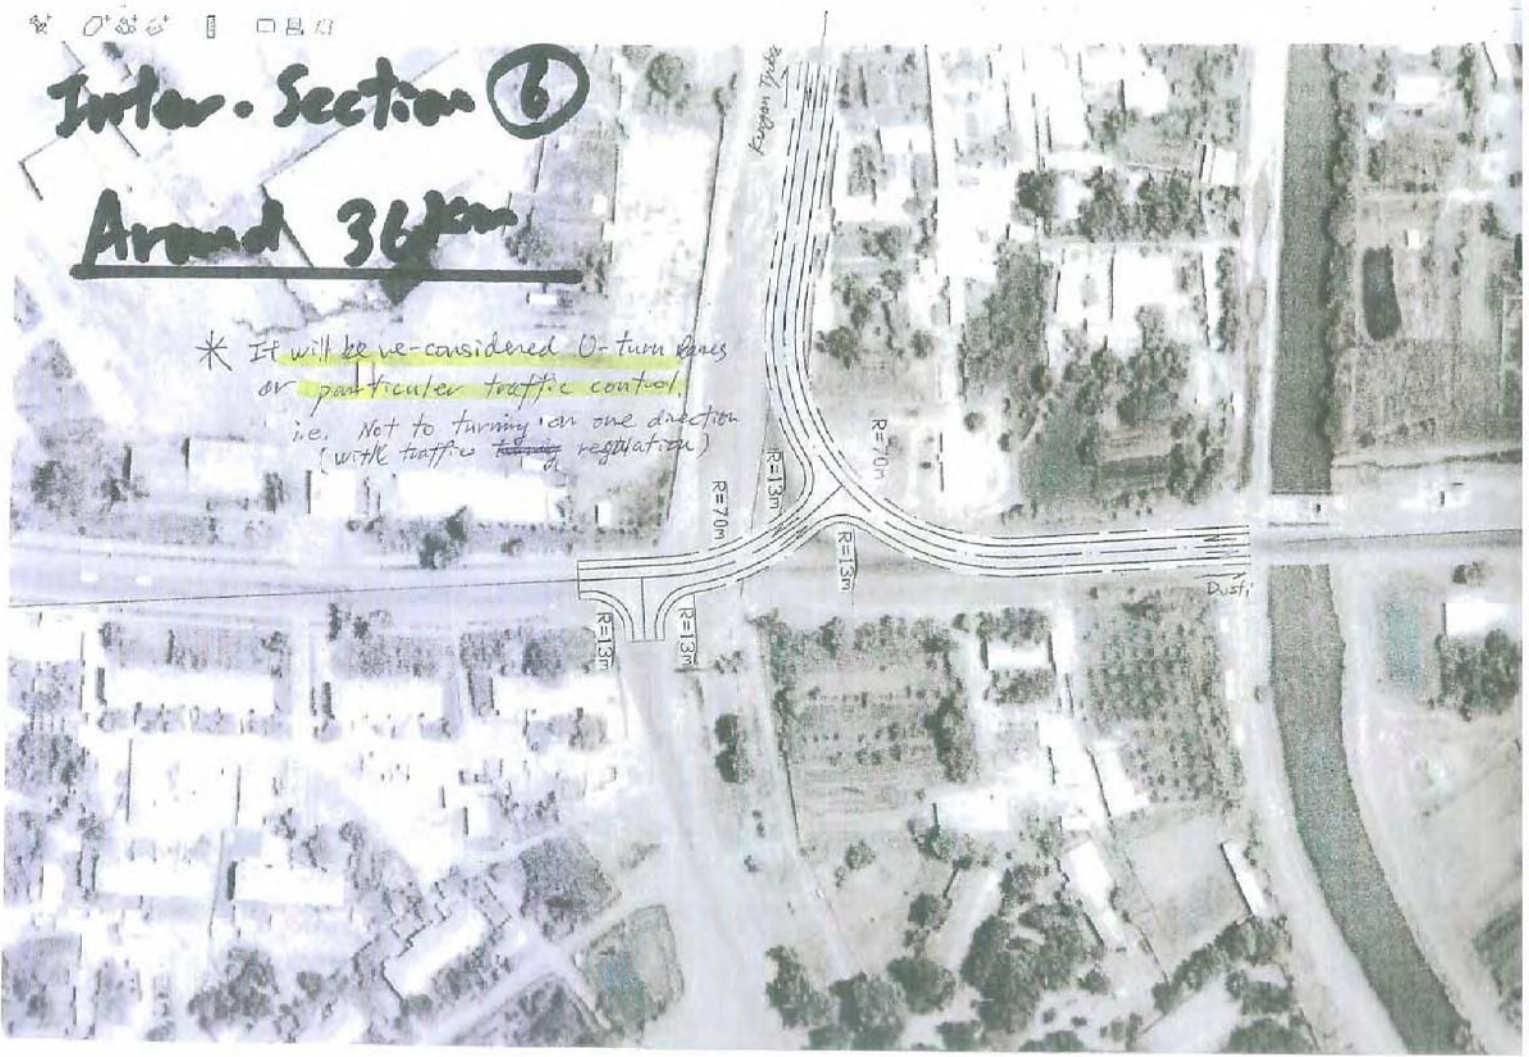 Inter-Section ⑥
Around 36km
Kurgan Tyube
* It will be re-considered U-turn lanes
or particuler traffic control.
i.e. Not to turning on one direction
(with traffic regulation)
R=70m
R=13m
R=70m
R=13m
R=13m
R=13m
Dusti